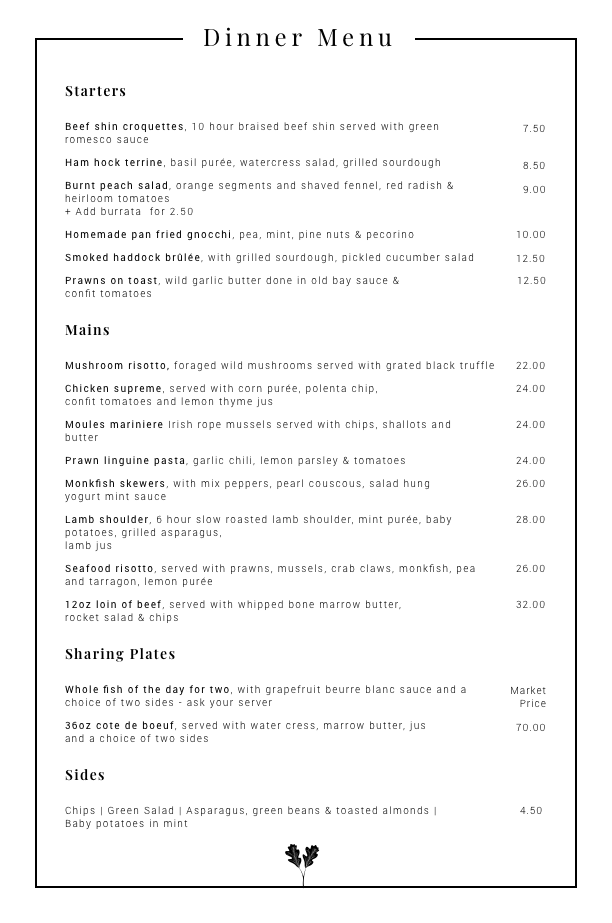 Dinner Menu
Starters
Beef shin croquettes, 10 hour braised beef shin served with green 7.50
romesco sauce
Ham hock terrine, basil purée, watercress salad, grilled sourdough 8.50
Burnt peach salad, orange segments and shaved fennel, red radish & 9.00
heirloom tomatoes
+ Add burrata for 2.50
Homemade pan fried gnocchi, pea, mint, pine nuts & pecorino 10.00
Smoked haddock brûlée, with grilled sourdough, pickled cucumber salad 12.50
Prawns on toast, wild garlic butter done in old bay sauce & 12.50
confit tomatoes
Mains
Mushroom risotto, foraged wild mushrooms served with grated black truffle 22.00
Chicken supreme, served with corn purée, polenta chip, 24.00
confit tomatoes and lemon thyme jus
Moules mariniere Irish rope mussels served with chips, shallots and 24.00
butter
Prawn linguine pasta, garlic chili, lemon parsley & tomatoes 24.00
Monkfish skewers, with mix peppers, pearl couscous, salad hung 26.00
yogurt mint sauce
Lamb shoulder, 6 hour slow roasted lamb shoulder, mint purée, baby 28.00
potatoes, grilled asparagus,
lamb jus
Seafood risotto, served with prawns, mussels, crab claws, monkfish, pea 26.00
and tarragon, lemon purée
12oz loin of beef, served with whipped bone marrow butter, 32.00
rocket salad & chips
Sharing Plates
Whole fish of the day for two, with grapefruit beurre blanc sauce and a Market
choice of two sides - ask your server Price
36oz cote de boeuf, served with water cress, marrow butter, jus 70.00
and a choice of two sides
Sides
Chips | Green Salad | Asparagus, green beans & toasted almonds | 4.50
Baby potatoes in mint